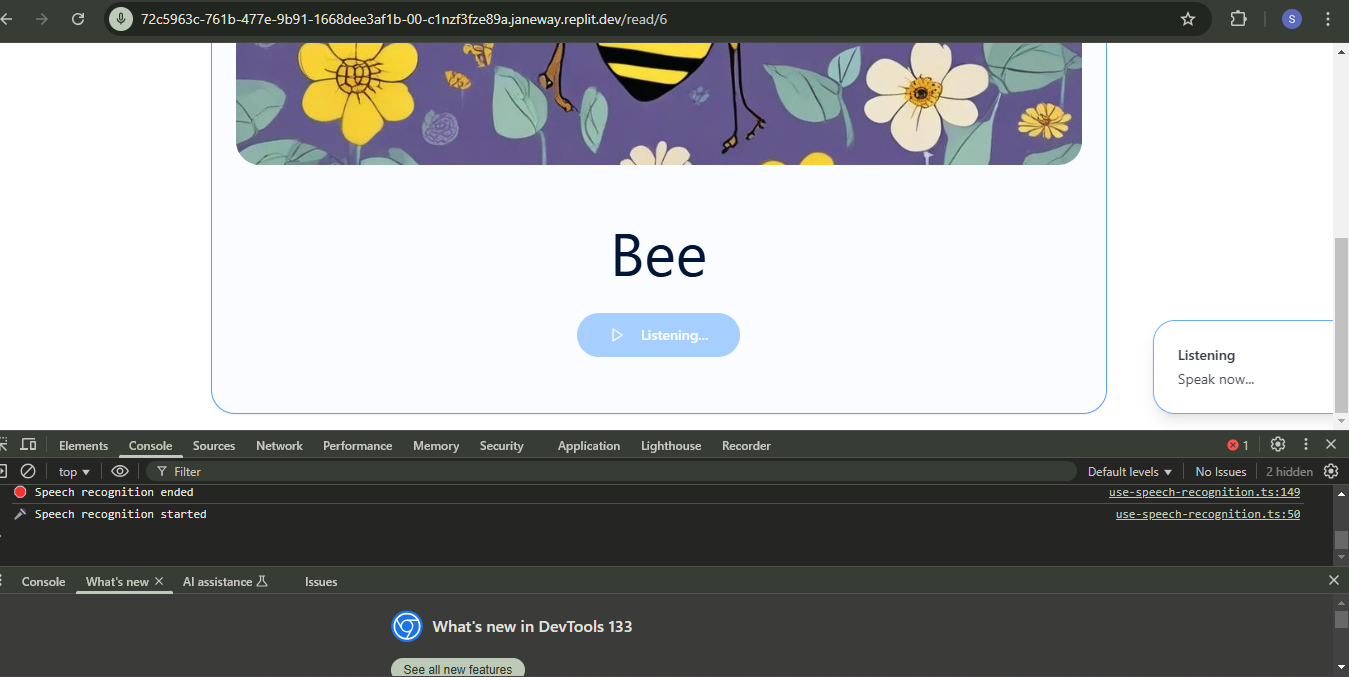 72c5963c-761b-477e-9b91-1668dee3af1b-00-c1nzf3fze89a.janeway.replit.dev/read/6
S
Bee
Listening...
Listening
Speak now...
Elements Console Sources Network Performance Memory Security Application Lighthouse Recorder 1
top Filter Default levels No Issues 2 hidden
Speech recognition ended use-speech-recognition.ts:149
Speech recognition started use-speech-recognition.ts:50
Console What's new AI assistance Issues
What's new in DevTools 133
See all new features